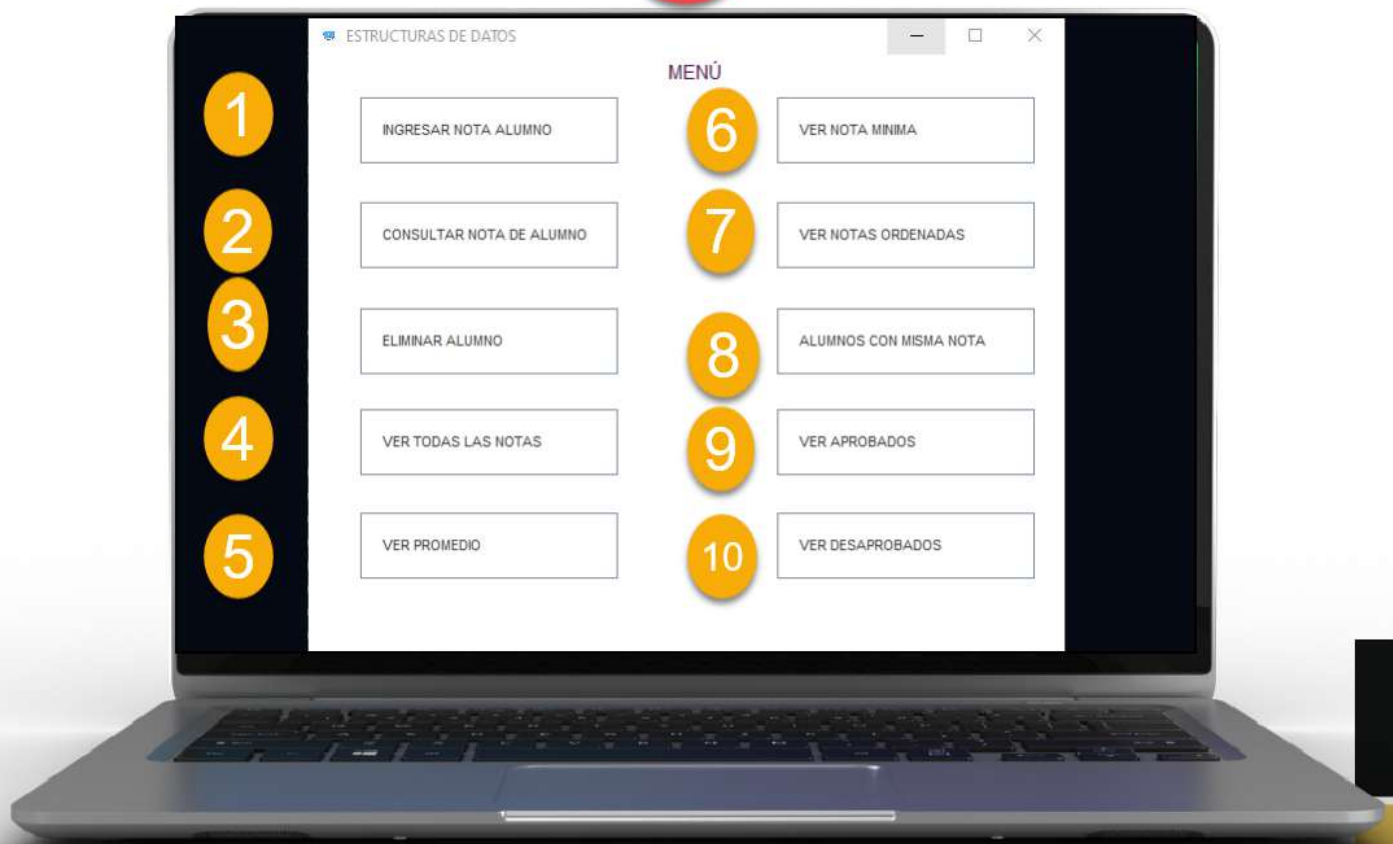 ESTRUCTURAS DE DATOS
MENÚ
1
INGRESAR NOTA ALUMNO
2
CONSULTAR NOTA DE ALUMNO
3
ELIMINAR ALUMNO
4
VER TODAS LAS NOTAS
5
VER PROMEDIO
6
VER NOTA MINIMA
7
VER NOTAS ORDENADAS
8
ALUMNOS CON MISMA NOTA
9
VER APROBADOS
10
VER DESAPROBADOS